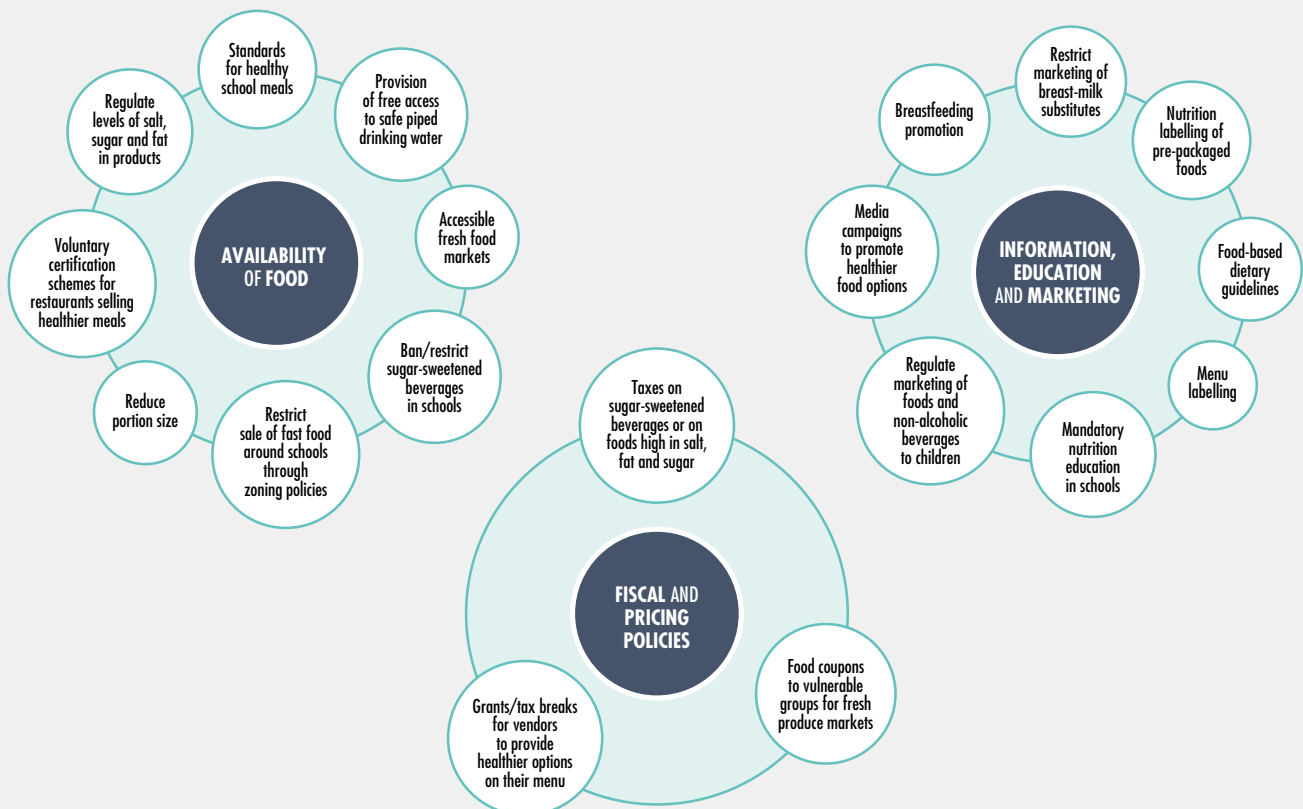 AVAILABILITY
OF FOOD
Standards
for healthy
school meals
Provision
of free access
to safe piped
drinking water
Accessible
fresh food
markets
Ban/restrict
sugar-sweetened
beverages
in schools
Restrict
sale of fast food
around schools
through
zoning policies
Reduce
portion size
Voluntary
certification
schemes for
restaurants selling
healthier meals
Regulate
levels of salt,
sugar and fat
in products
INFORMATION,
EDUCATION
AND MARKETING
Restrict
marketing of
breast-milk
substitutes
Nutrition
labelling of
pre-packaged
foods
Food-based
dietary
guidelines
Menu
labelling
Mandatory
nutrition
education
in schools
Regulate
marketing of
foods and
non-alcoholic
beverages
to children
Media
campaigns
to promote
healthier
food options
Breastfeeding
promotion
FISCAL AND
PRICING
POLICIES
Taxes on
sugar-sweetened
beverages or on
foods high in salt,
fat and sugar
Food coupons
to vulnerable
groups for fresh
produce markets
Grants/tax breaks
for vendors
to provide
healthier options
on their menu